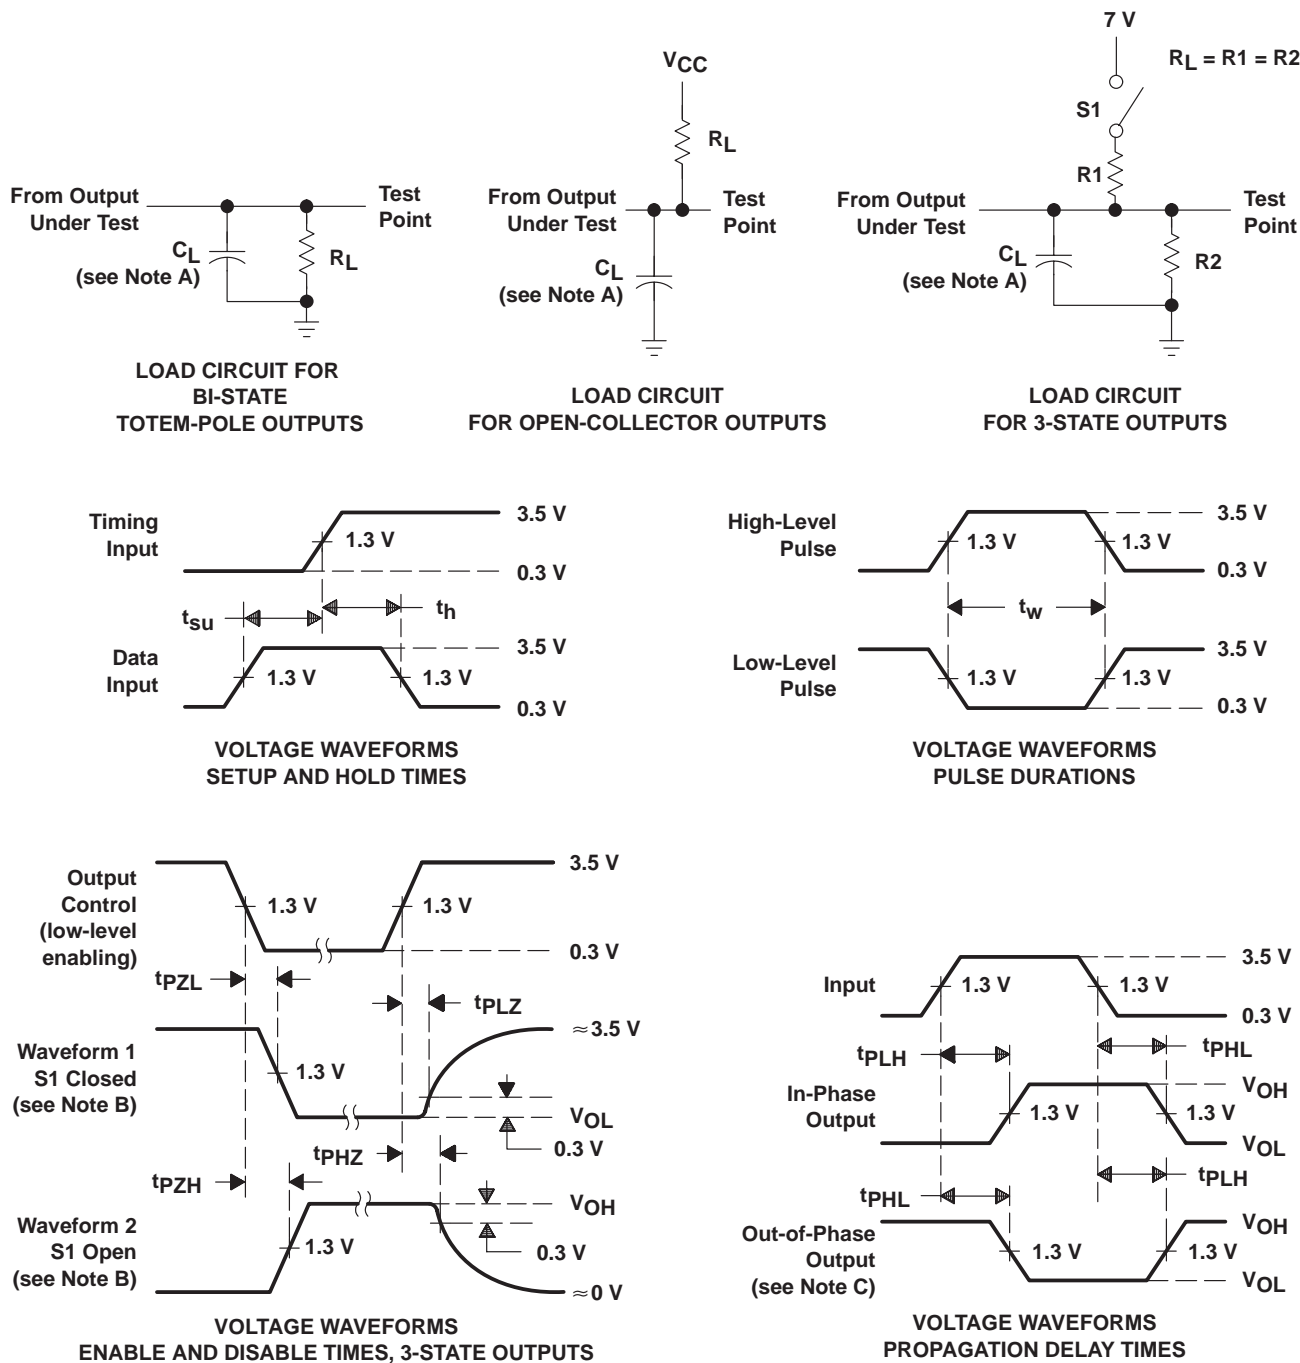 7 V
RL = R1 = R2
S1
R1
From Output
Under Test
Test
Point
CL
(see Note A)
RL
LOAD CIRCUIT FOR
BI-STATE
TOTEM-POLE OUTPUTS
VCC
RL
From Output
Under Test
Test
Point
CL
(see Note A)
LOAD CIRCUIT
FOR OPEN-COLLECTOR OUTPUTS
From Output
Under Test
Test
Point
CL
(see Note A)
R2
LOAD CIRCUIT
FOR 3-STATE OUTPUTS
Timing
Input
1.3 V
3.5 V
0.3 V
tsu
th
Data
Input
1.3 V
1.3 V
3.5 V
0.3 V
VOLTAGE WAVEFORMS
SETUP AND HOLD TIMES
High-Level
Pulse
1.3 V
1.3 V
3.5 V
0.3 V
tw
Low-Level
Pulse
1.3 V
1.3 V
3.5 V
0.3 V
VOLTAGE WAVEFORMS
PULSE DURATIONS
Output
Control
(low-level
enabling)
1.3 V
1.3 V
3.5 V
0.3 V
tPZL
tPLZ
Waveform 1
S1 Closed
(see Note B)
1.3 V
≈3.5 V
VOL
0.3 V
tPZH
tPHZ
Waveform 2
S1 Open
(see Note B)
1.3 V
VOH
0.3 V
≈0 V
VOLTAGE WAVEFORMS
ENABLE AND DISABLE TIMES, 3-STATE OUTPUTS
Input
1.3 V
1.3 V
3.5 V
0.3 V
tPLH
tPHL
In-Phase
Output
1.3 V
1.3 V
VOH
VOL
tPHL
tPLH
Out-of-Phase
Output
(see Note C)
1.3 V
1.3 V
VOH
VOL
VOLTAGE WAVEFORMS
PROPAGATION DELAY TIMES